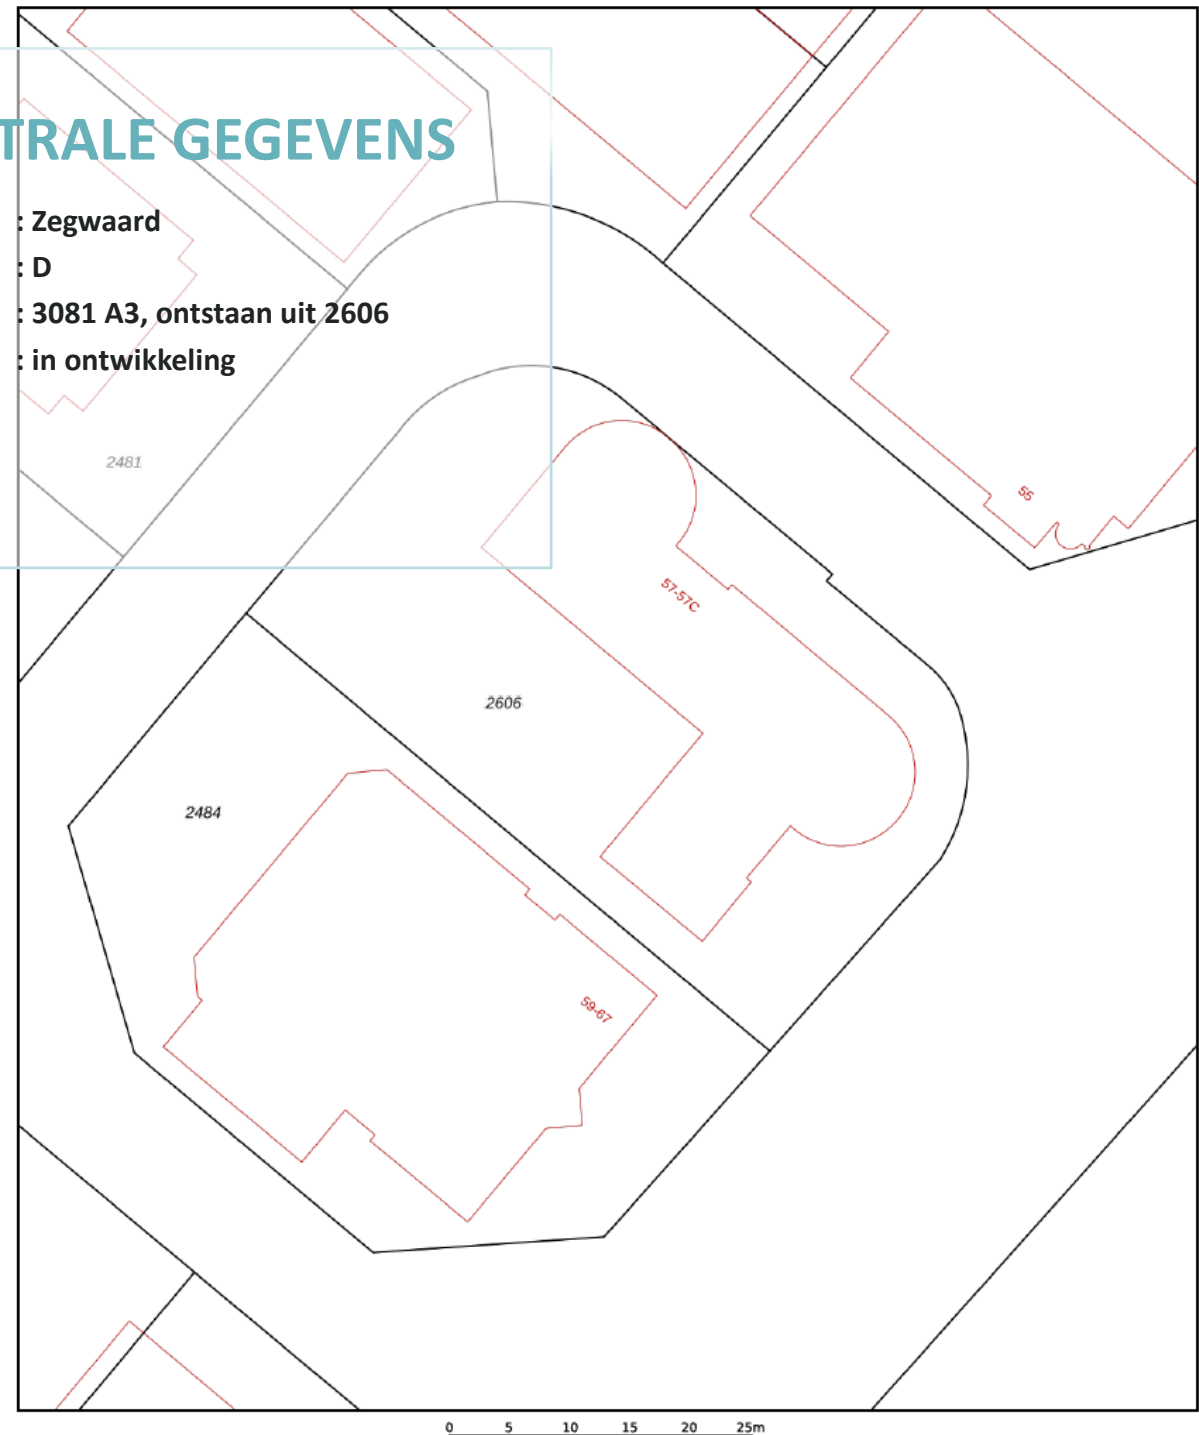 TRALE GEGEVENS
: Zegwaard
: D
: 3081 A3, ontstaan uit 2606
: in ontwikkeling
2481
55
57-57C
2606
2484
59-67
0 5 10 15 20 25m